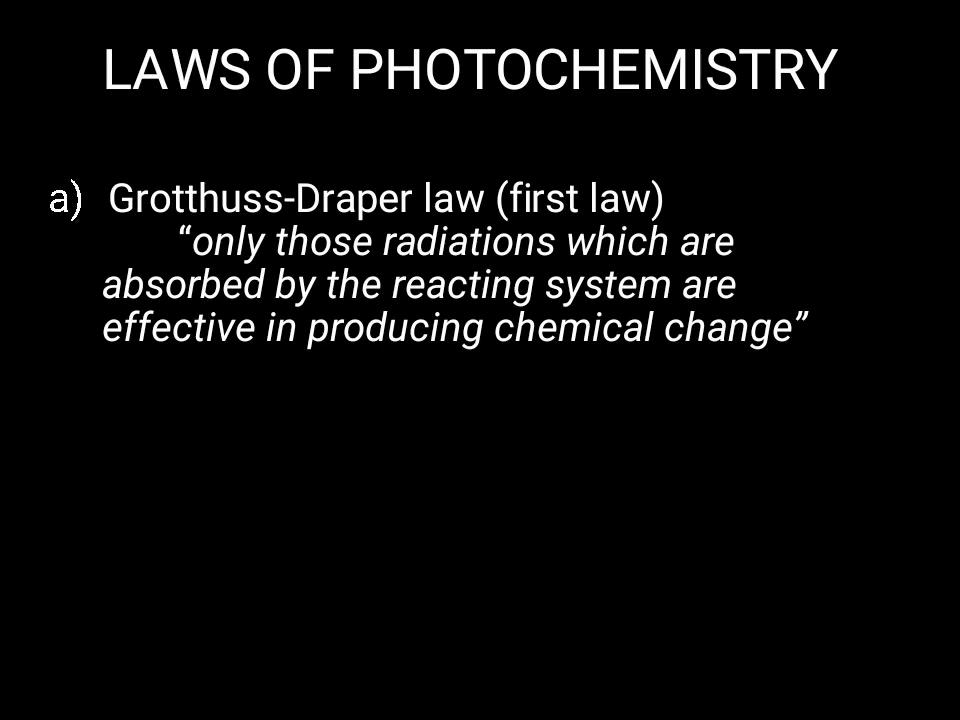 LAWS OF PHOTOCHEMISTRY
a) Grotthuss-Draper law (first law)
“only those radiations which are
absorbed by the reacting system are
effective in producing chemical change”